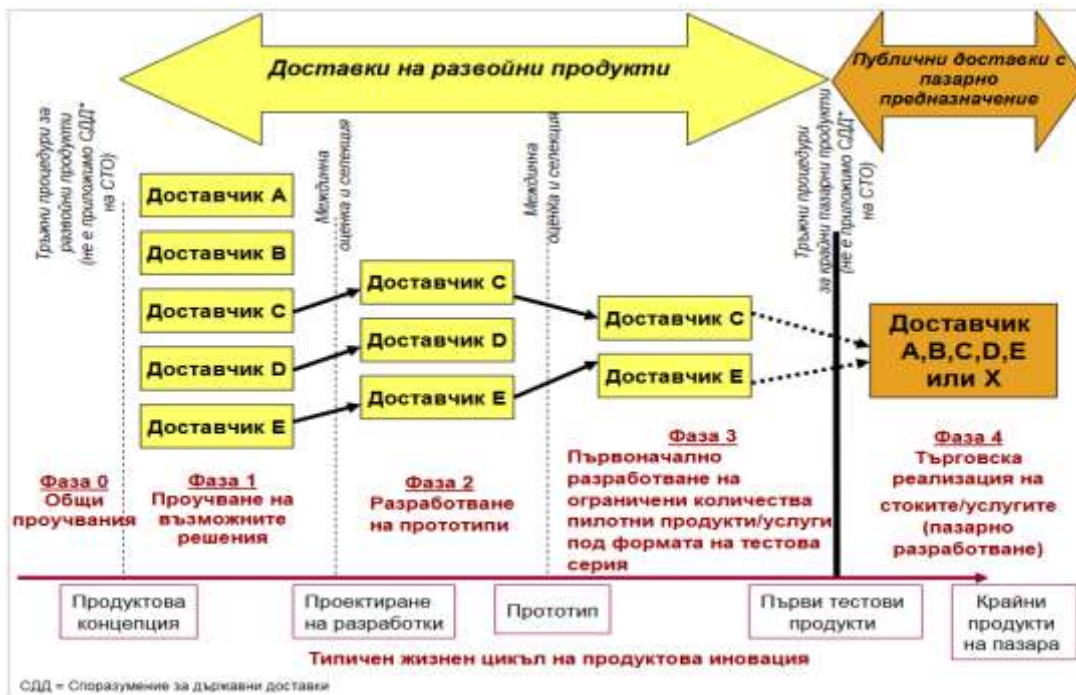 Доставки на развойни продукти
Публични доставки с
пазарно
предназначение
Тръжни процедури за
развойни продукти
(не е приложимо СДД*
на СТО)
Междинна
оценка и селекция
Междинна
оценка и селекция
Тръжни процедури
за крайни пазарни продукти
(не е приложимо СДД*
на СТО)
Доставчик A
Доставчик B
Доставчик C
Доставчик D
Доставчик E
Доставчик C
Доставчик D
Доставчик E
Доставчик C
Доставчик E
Доставчик
A,B,C,D,E
или X
Фаза 0
Общи
проучвания
Фаза 1
Проучване на
възможните
решения
Фаза 2
Разработване
на прототипи
Фаза 3
Първоначално
разработване на
ограничени количества
пилотни продукти/услуги
под формата на тестова
серия
Фаза 4
Търговска
реализация на
стоките/услугите
(пазарно
разработване)
Продуктова
концепция
Проектиране
на разработки
Прототип
Първи тестови
продукти
Крайни
продукти
на пазара
Типичен жизнен цикъл на продуктова иновация
СДД = Споразумение за държавни доставки